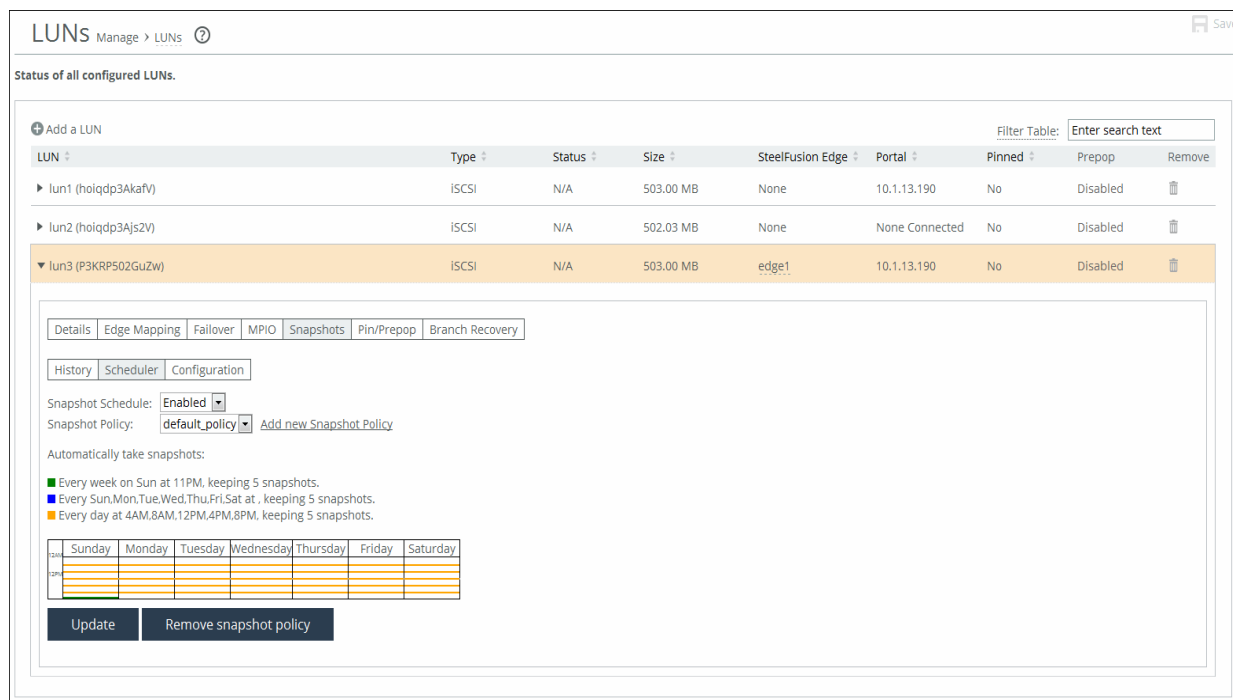 LUNs Manage › LUNs ?
Save
Status of all configured LUNs.
Add a LUN
Filter Table: Enter search text
LUN Type Status Size SteelFusion Edge Portal Pinned Prepop Remove
lun1 (hoiqdp3AkafV) iSCSI N/A 503.00 MB None 10.1.13.190 No Disabled
lun2 (hoiqdp3Ajs2V) iSCSI N/A 502.03 MB None None Connected No Disabled
lun3 (P3KRP502GuZw) iSCSI N/A 503.00 MB edge1 10.1.13.190 No Disabled
Details Edge Mapping Failover MPIO Snapshots Pin/Prepop Branch Recovery
History Scheduler Configuration
Snapshot Schedule: Enabled
Snapshot Policy: default_policy Add new Snapshot Policy
Automatically take snapshots:
Every week on Sun at 11PM, keeping 5 snapshots.
Every Sun,Mon,Tue,Wed,Thu,Fri,Sat at , keeping 5 snapshots.
Every day at 4AM,8AM,12PM,4PM,8PM, keeping 5 snapshots.
Sunday Monday Tuesday Wednesday Thursday Friday Saturday
12AM
12PM
Update Remove snapshot policy